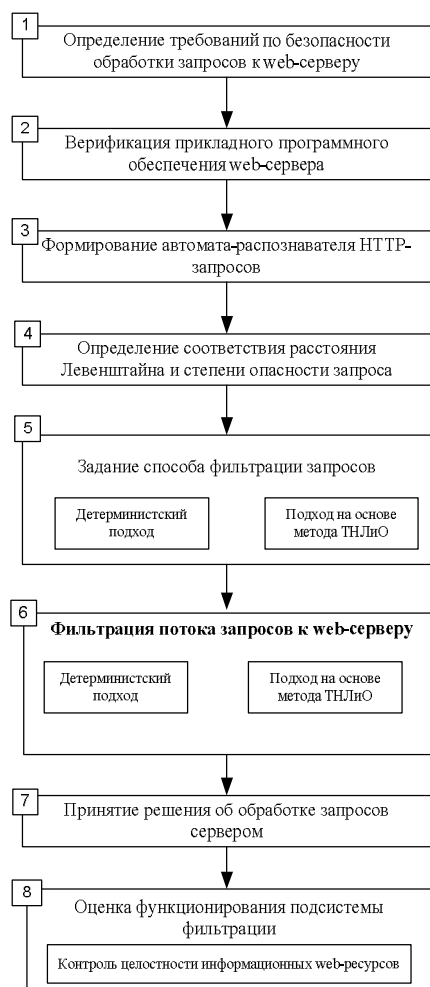 1
Определение требований по безопасности
обработки запросов к web-серверу
2
Верификация прикладного программного
обеспечения web-сервера
3
Формирование автомата-распознавателя HTTP-
запросов
4
Определение соответствия расстояния
Левенштайна и степени опасности запроса
5
Задание способа фильтрации запросов
Детерминистский
подход
Подход на основе
метода ТНЛиО
6
Фильтрация потока запросов к web-серверу
Детерминистский
подход
Подход на основе
метода ТНЛиО
7
Принятие решения об обработке запросов
сервером
8
Оценка функционирования подсистемы
фильтрации
Контроль целостности информационных web-ресурсов